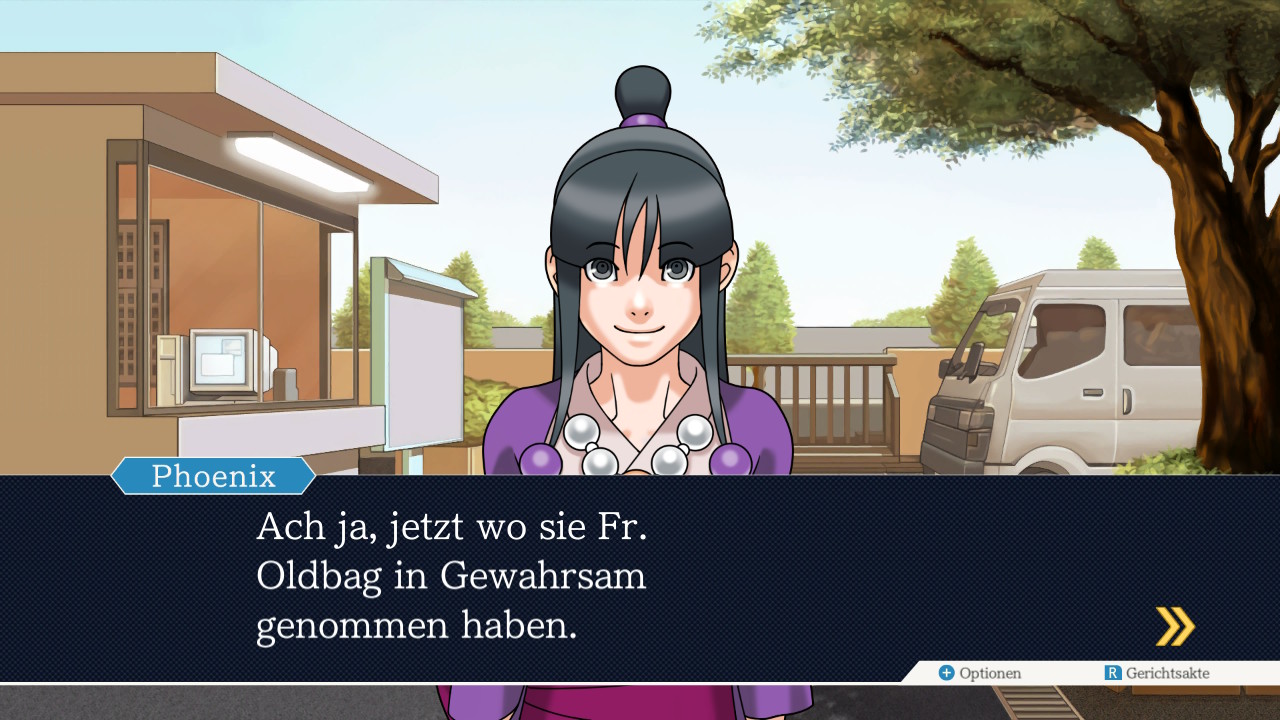 Phoenix
Ach ja, jetzt wo sie Fr.
Oldbag in Gewahrsam
genommen haben.
+ Optionen
R Gerichtsakte